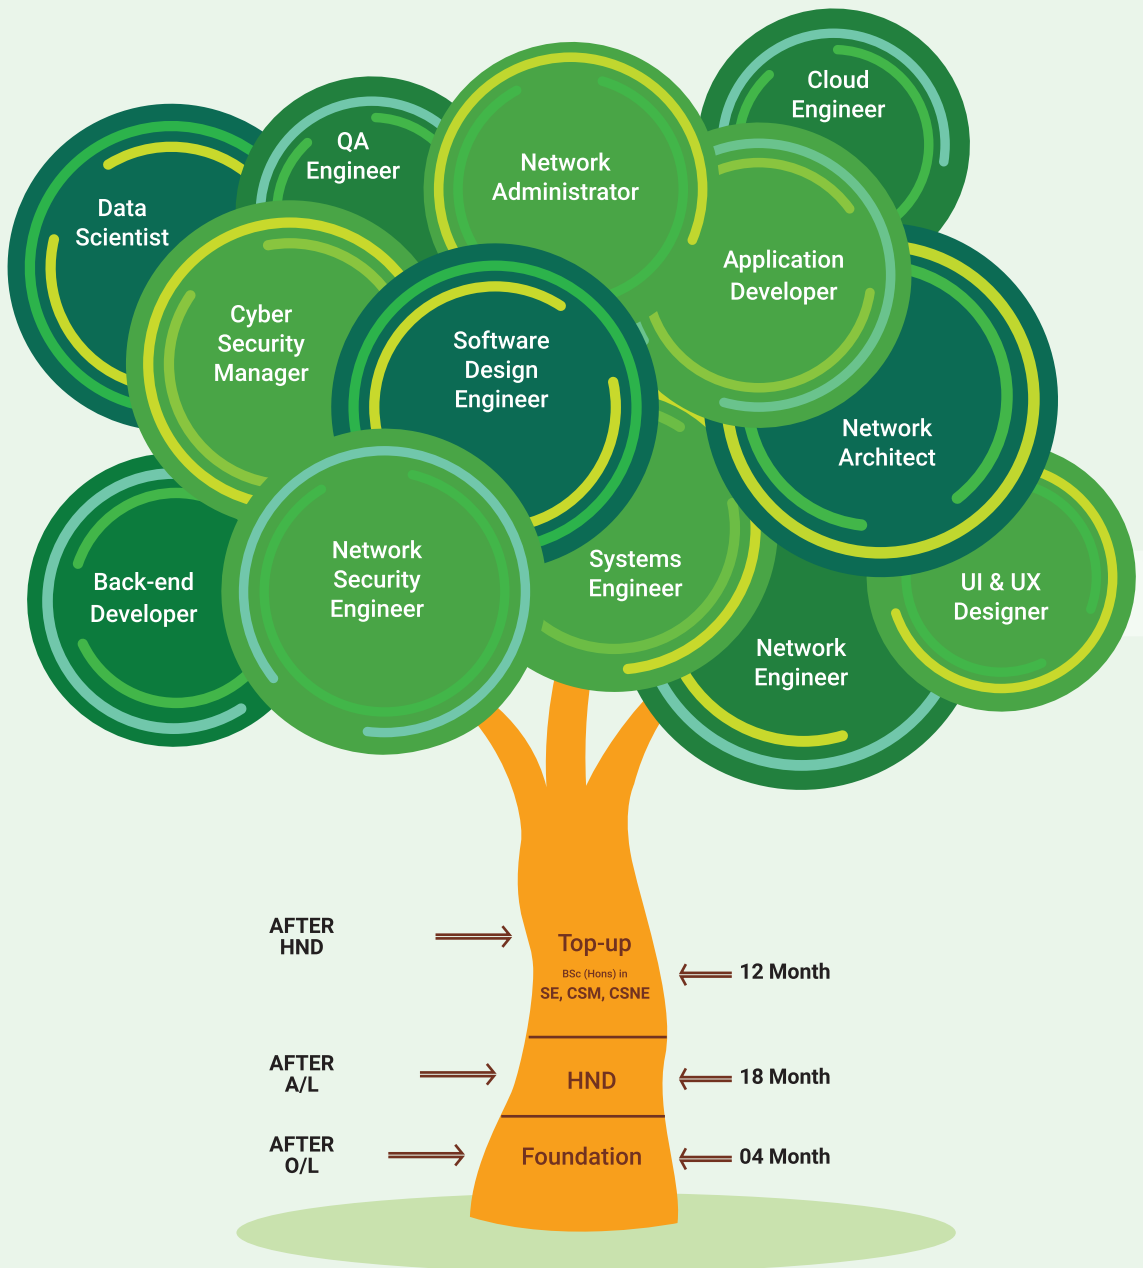 Cloud
Engineer
QA
Engineer
Network
Administrator
Data
Scientist
Application
Developer
Cyber
Security
Manager
Software
Design
Engineer
Network
Architect
Back-end
Developer
Network
Security
Engineer
Systems
Engineer
UI & UX
Designer
Network
Engineer
AFTER
HND
Top-up
BSc (Hons) in
SE, CSM, CSNE
12 Month
AFTER
A/L
HND
18 Month
AFTER
O/L
Foundation
04 Month